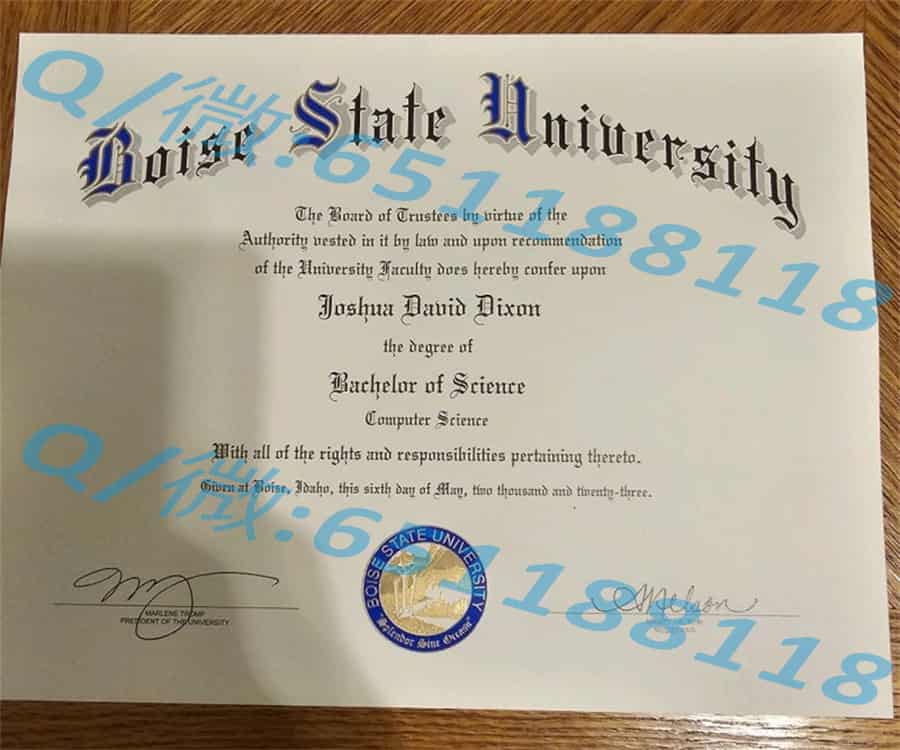 Boise State University
The Board of Trustees by virtue of the
Authority vested in it by law and upon recommendation
of the University Faculty does hereby confer upon
Joshua David Dixon
the degree of
Bachelor of Science
Computer Science
With all of the rights and responsibilities pertaining thereto.
Given at Boise, Idaho, this sixth day of May, two thousand and twenty-three.
BOISE STATE UNIVERSITY
Splendor Sine Occasu
MARLENE TROMP
PRESIDENT OF THE UNIVERSITY
Q/微:651188118
Q/微:651188118